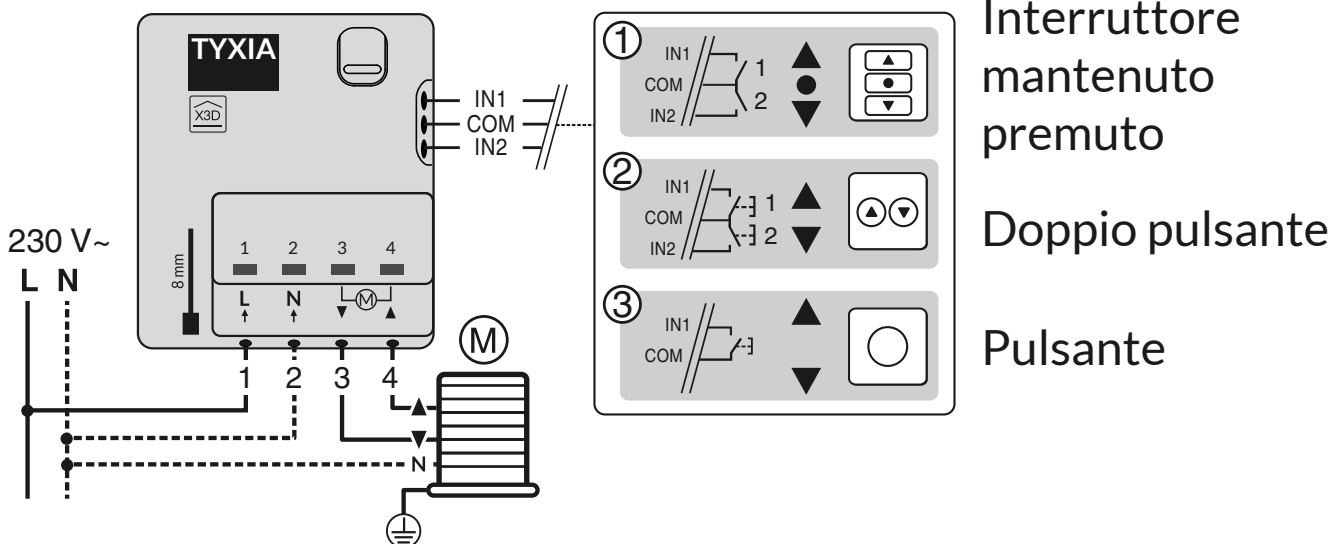 TYXIA
X3D
IN1
COM
IN2
8 mm
1 2 3 4
L N M
1 2 3 4
230 V~
L N
M
N
1
IN1
COM
IN2
1
2
2
IN1
COM
IN2
1
2
3
IN1
COM
Interruttore
mantenuto
premuto
Doppio pulsante
Pulsante